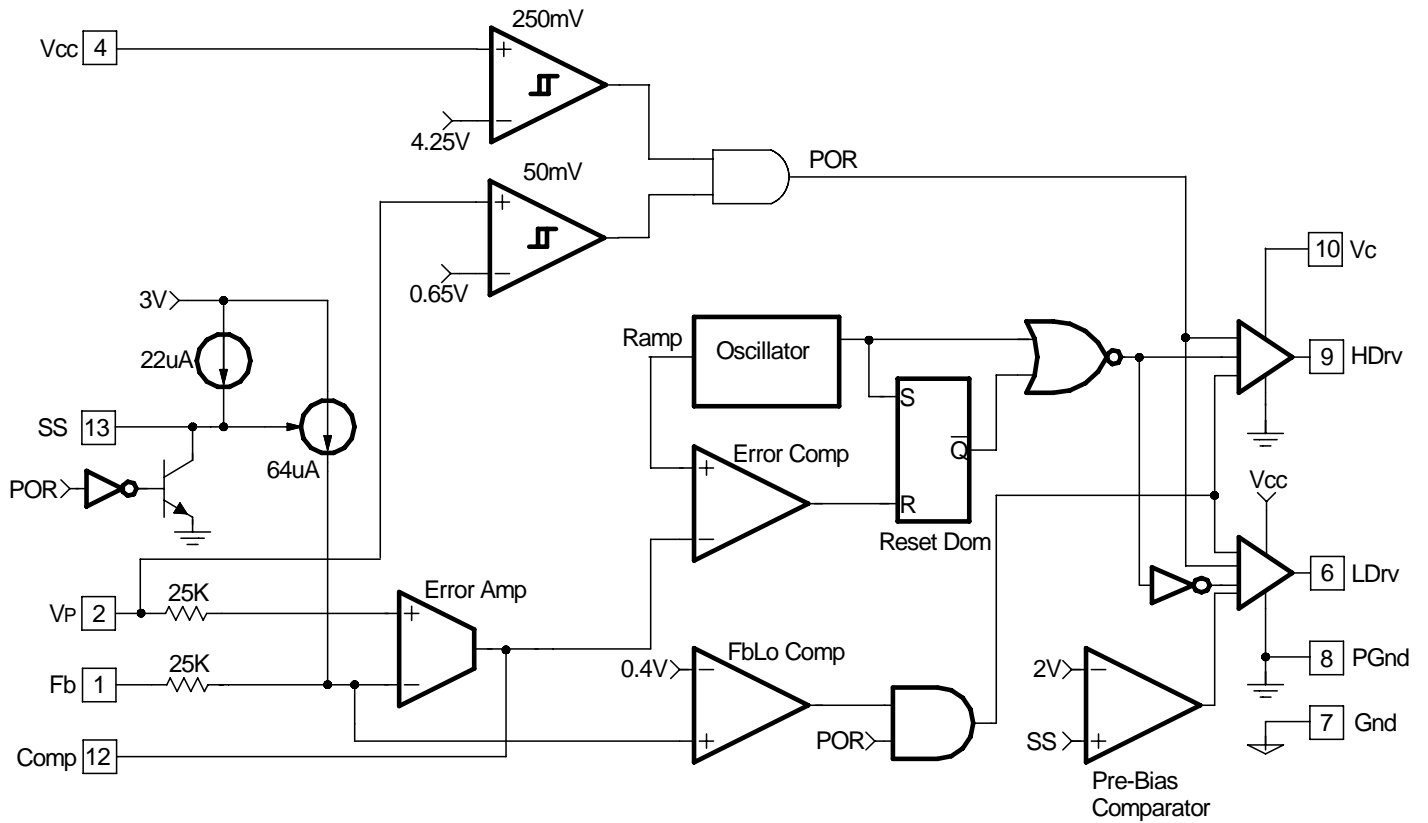 250mV
Vcc 4
+
−
4.25V
POR
50mV
+
−
0.65V
10 Vc
3V
22uA
Ramp
Oscillator
9 HDrv
SS 13
S
Q
R
64uA
Error Comp
+
−
POR
Reset Dom
Vcc
6 LDrv
Error Amp
VP 2
25K
+
−
Fb 1
25K
FbLo Comp
0.4V
−
+
POR
2V
−
SS
+
8 PGnd
7 Gnd
Comp 12
Pre-Bias
Comparator